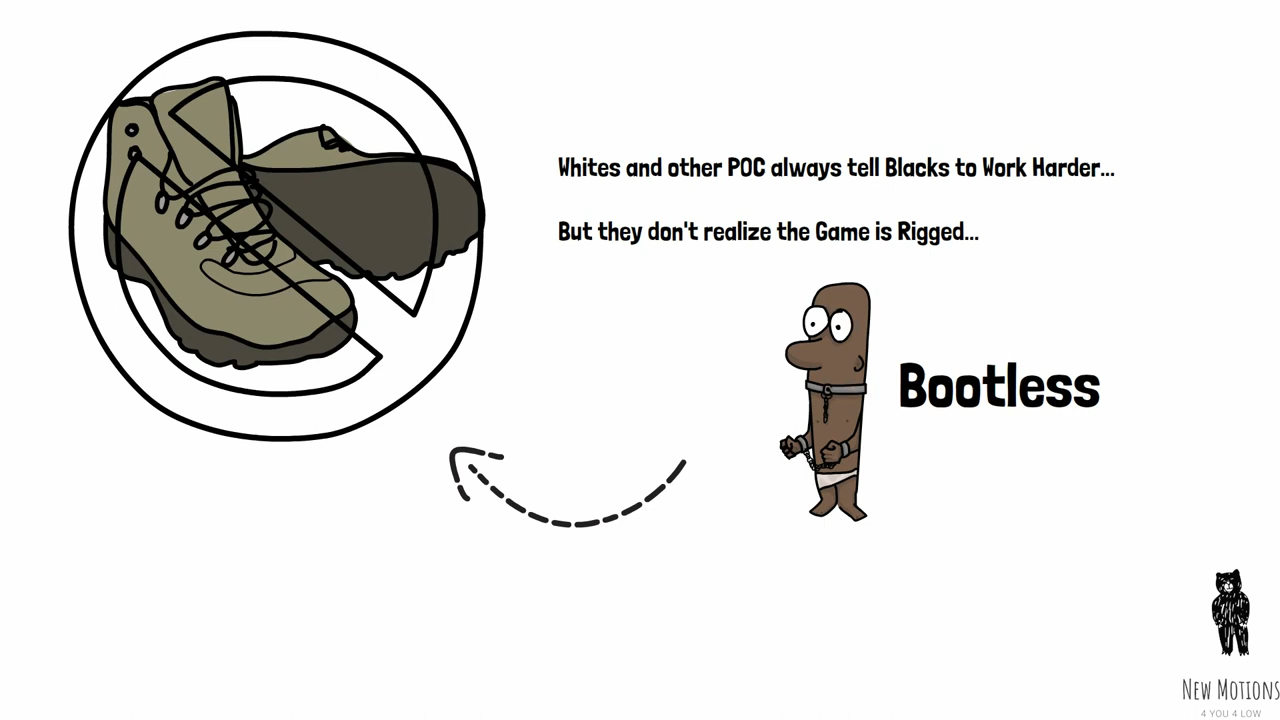 Whites and other POC always tell Blacks to Work Harder...
But they don't realize the Game is Rigged...
Bootless
New Motions
4 YOU 4 LOW